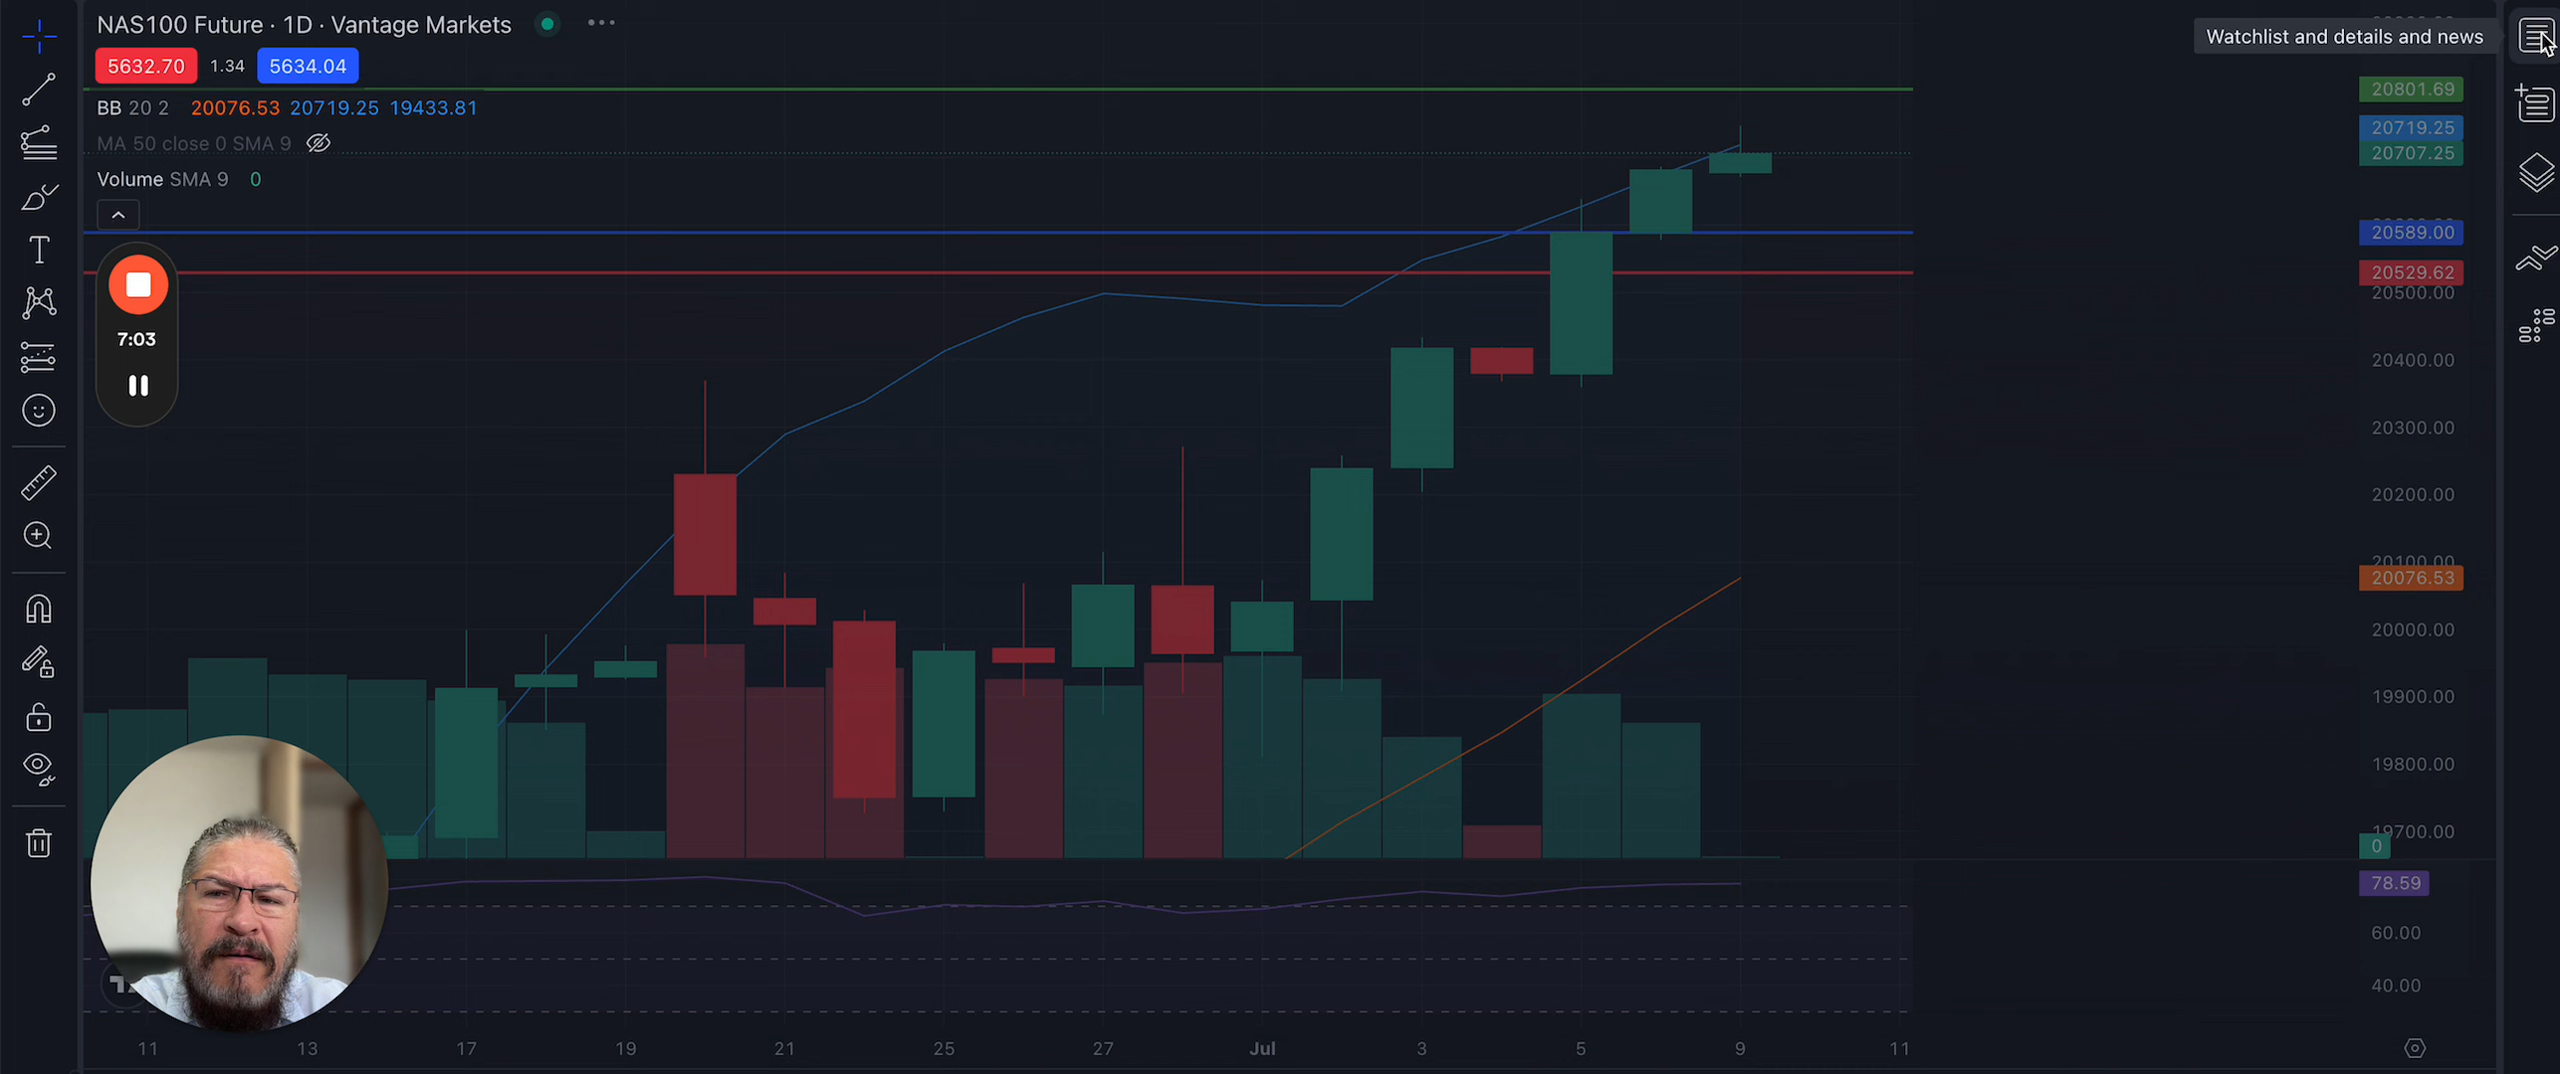 NAS100 Future · 1D · Vantage Markets
5632.70 1.34 5634.04
BB 20 2 20076.53 20719.25 19433.81
MA 50 close 0 SMA 9
Volume SMA 9 0
7:03
Watchlist and details and news
20801.69
20719.25
20707.25
20589.00
20529.62
20500.00
20400.00
20300.00
20200.00
20100.00
20076.53
20000.00
19900.00
19800.00
19700.00
0
78.59
60.00
40.00
11 13 17 19 21 25 27 Jul 3 5 9 11